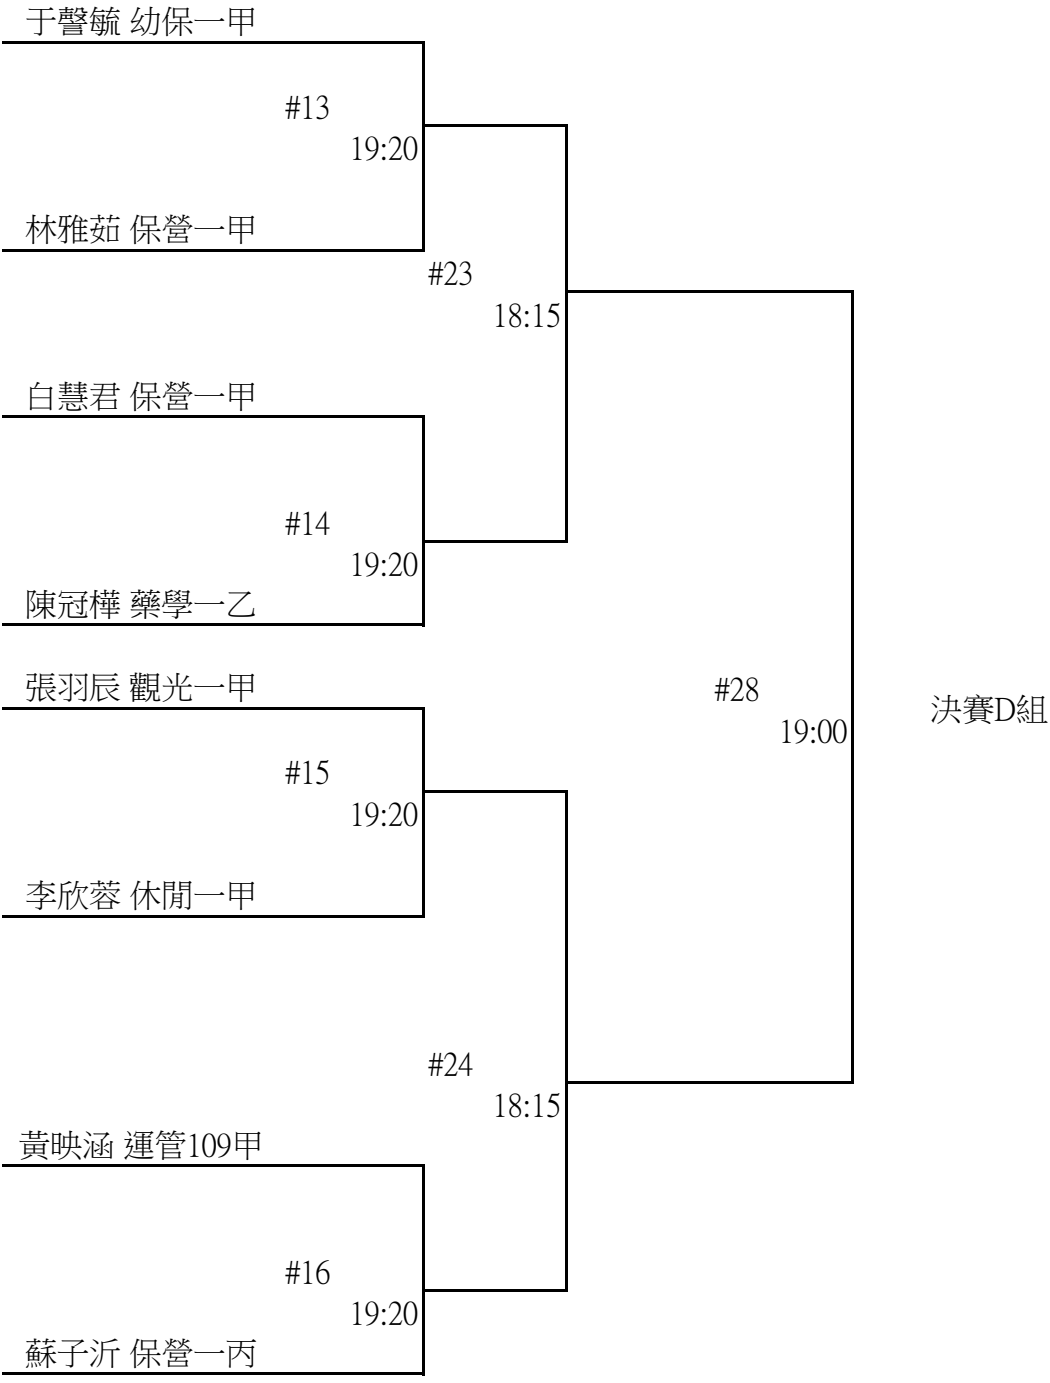 于謦毓 幼保一甲
#13
19:20
林雅茹 保營一甲
#23
18:15
白慧君 保營一甲
#14
19:20
陳冠樺 藥學一乙
張羽辰 觀光一甲
#28
決賽D組
19:00
#15
19:20
李欣蓉 休閒一甲
#24
18:15
黃映涵 運管109甲
#16
19:20
蘇子沂 保營一丙